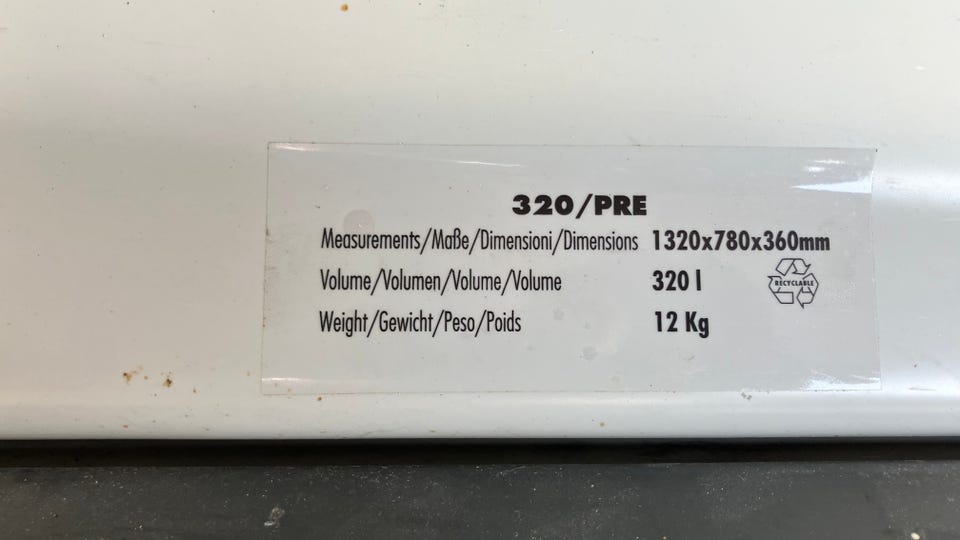 320/PRE
Measurements/Maße/Dimensioni/Dimensions 1320x780x360mm
Volume/Volumen/Volume/Volume 320 l
RECYCLABLE
Weight/Gewicht/Peso/Poids 12 Kg